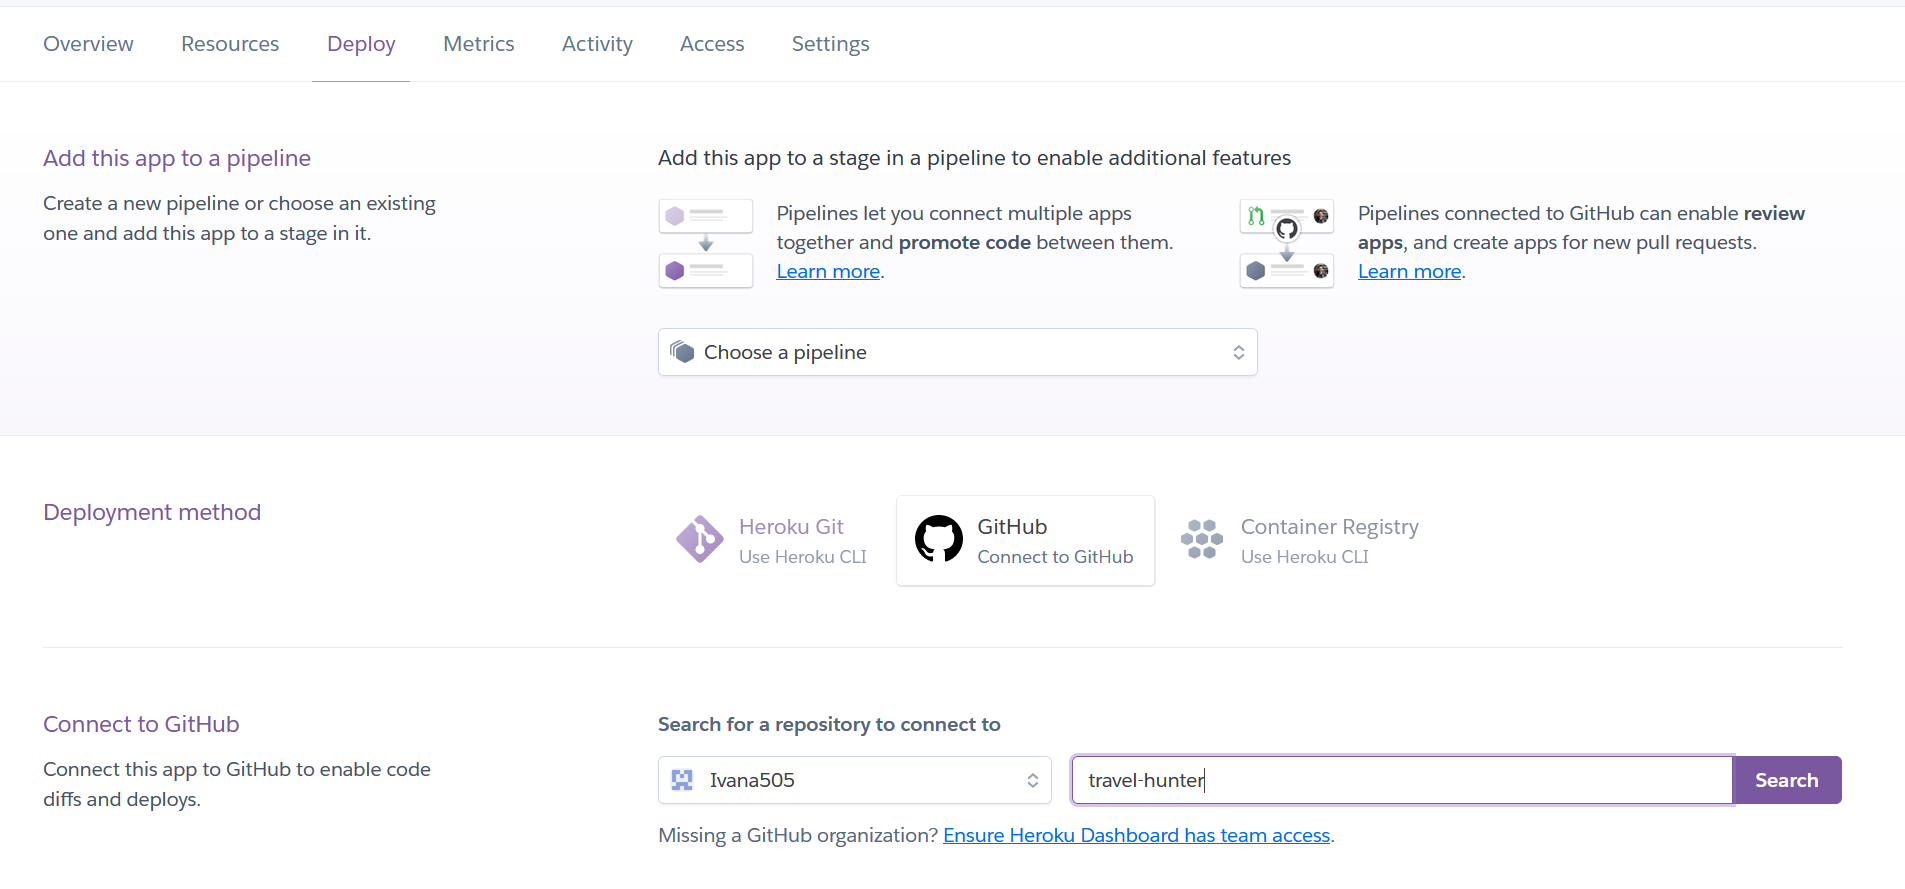 Overview Resources Deploy Metrics Activity Access Settings
Add this app to a pipeline
Create a new pipeline or choose an existing
one and add this app to a stage in it.
Add this app to a stage in a pipeline to enable additional features
Pipelines let you connect multiple apps
together and promote code between them.
Learn more.
Pipelines connected to GitHub can enable review
apps, and create apps for new pull requests.
Learn more.
Choose a pipeline
Deployment method
Heroku Git
Use Heroku CLI
GitHub
Connect to GitHub
Container Registry
Use Heroku CLI
Connect to GitHub
Connect this app to GitHub to enable code
diffs and deploys.
Search for a repository to connect to
Ivana505
travel-hunter
Search
Missing a GitHub organization? Ensure Heroku Dashboard has team access.